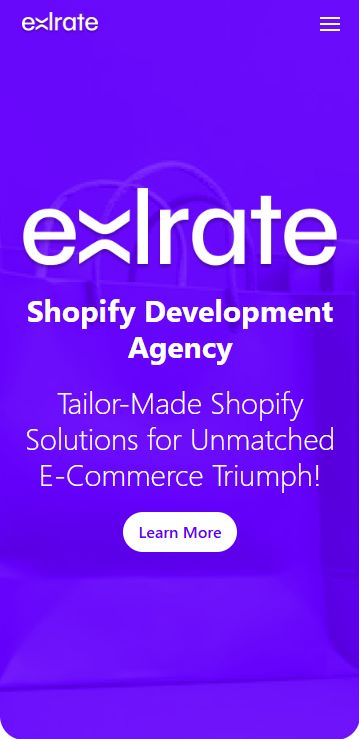 exlrate
exlrate
Shopify Development
Agency
Tailor-Made Shopify
Solutions for Unmatched
E-Commerce Triumph!
Learn More